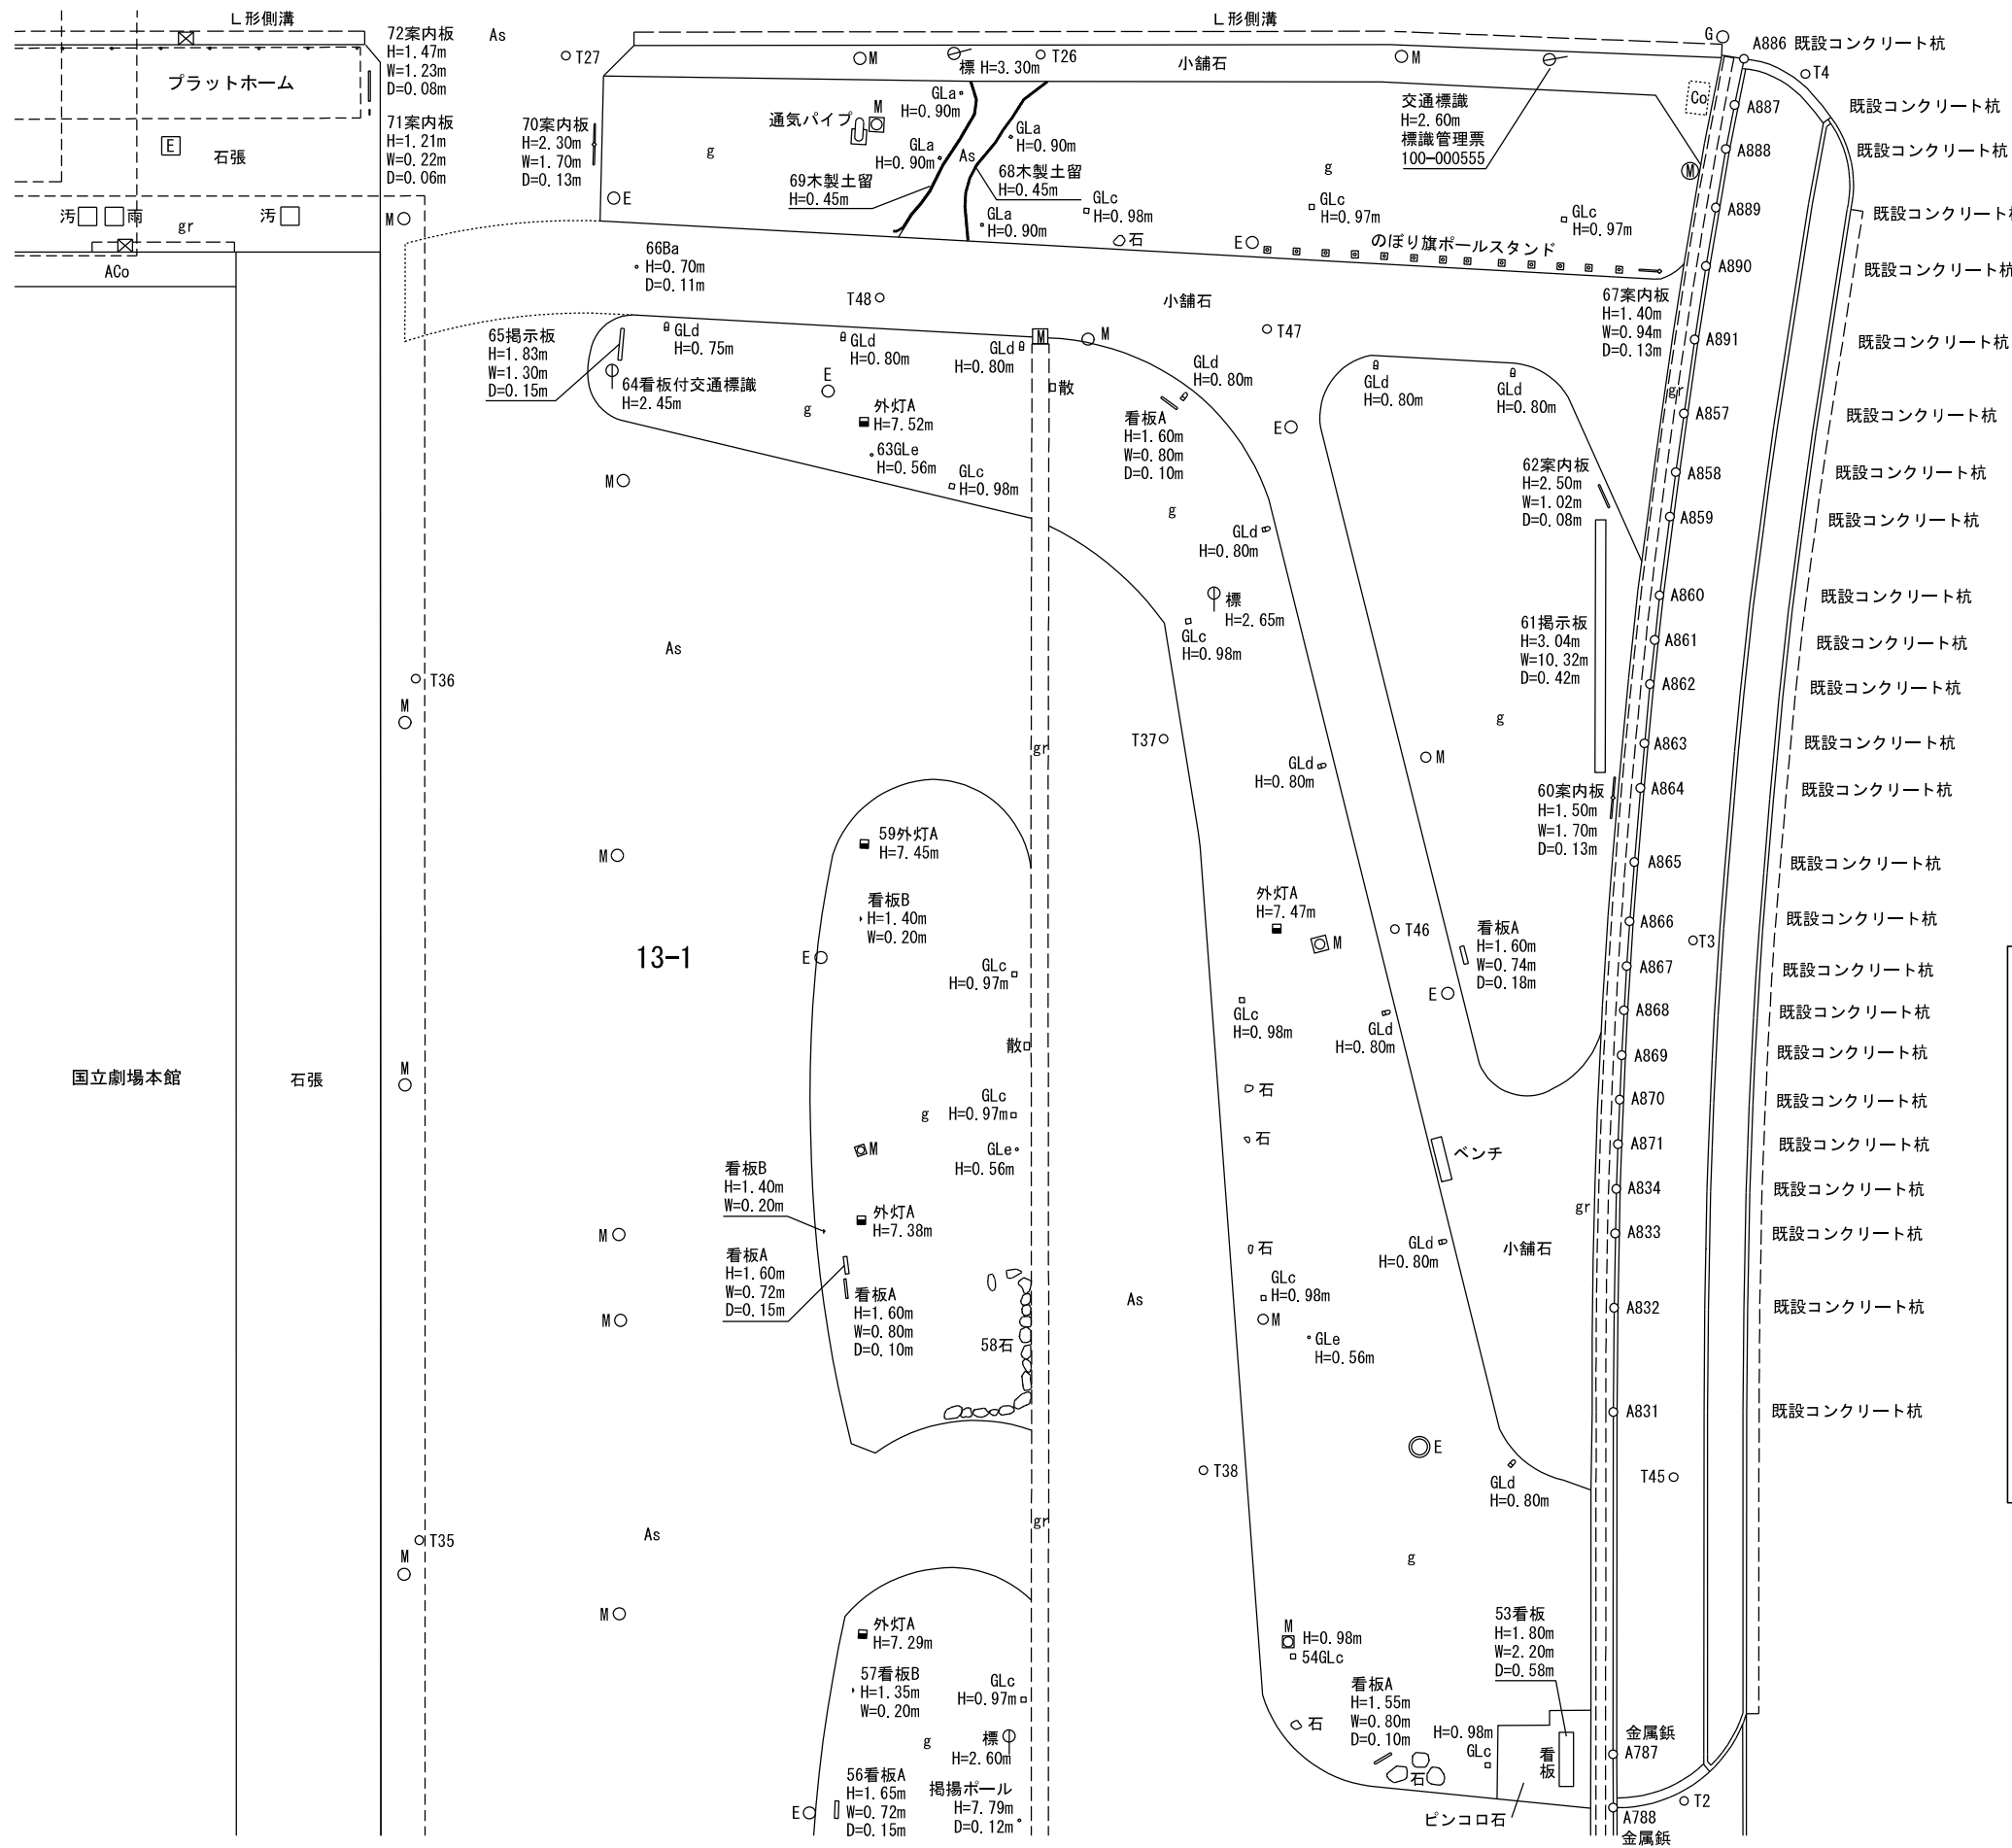 L形側溝
L形側溝
72案内板
H=1.47m
W=1.23m
D=0.08m
As
T27
M
標 H=3.30m
T26
小舗石
M
G
A886 既設コンクリート杭
T4
プラットホーム
E
石張
71案内板
H=1.21m
W=0.22m
D=0.06m
70案内板
H=2.30m
W=1.70m
D=0.13m
g
通気パイプ
M
GLa
H=0.90m
GLa
H=0.90m
As
GLa
H=0.90m
69木製土留
H=0.45m
68木製土留
H=0.45m
GLa
H=0.90m
GLc
H=0.98m
石
交通標識
H=2.60m
標識管理票
100-000555
g
Co
M
A887
既設コンクリート杭
A888
既設コンクリート杭
A889
既設コンクリート杭
A890
既設コンクリート杭
汚
雨
gr
汚
M
E
ACo
GLc
H=0.97m
GLc
H=0.97m
E
のぼり旗ポールスタンド
66Ba
H=0.70m
D=0.11m
T48
小舗石
T47
67案内板
H=1.40m
W=0.94m
D=0.13m
A891
既設コンクリート杭
65掲示板
H=1.83m
W=1.30m
D=0.15m
GLd
H=0.75m
64看板付交通標識
H=2.45m
GLd
H=0.80m
E
g
外灯A
H=7.52m
63GLe
H=0.56m
GLc
H=0.98m
GLd
H=0.80m
M
M
散
GLd
H=0.80m
看板A
H=1.60m
W=0.80m
D=0.10m
E
GLd
H=0.80m
GLd
H=0.80m
gr
A857
既設コンクリート杭
M
g
GLd
H=0.80m
62案内板
H=2.50m
W=1.02m
D=0.08m
A858
既設コンクリート杭
A859
既設コンクリート杭
標
H=2.65m
GLc
H=0.98m
A860
既設コンクリート杭
61掲示板
H=3.04m
W=10.32m
D=0.42m
A861
既設コンクリート杭
As
T36
M
A862
既設コンクリート杭
g
gr
T37
GLd
H=0.80m
M
A863
既設コンクリート杭
60案内板
H=1.50m
W=1.70m
D=0.13m
A864
既設コンクリート杭
M
59外灯A
H=7.45m
A865
既設コンクリート杭
看板B
H=1.40m
W=0.20m
外灯A
H=7.47m
M
T46
看板A
H=1.60m
W=0.74m
D=0.18m
A866
既設コンクリート杭
T3
13-1
E
GLc
H=0.97m
A867
既設コンクリート杭
E
GLc
H=0.98m
GLd
H=0.80m
A868
既設コンクリート杭
散
A869
既設コンクリート杭
国立劇場本館
石張
M
石
GLc
H=0.97m
g
A870
既設コンクリート杭
石
M
GLe
H=0.56m
ベンチ
A871
既設コンクリート杭
看板B
H=1.40m
W=0.20m
A834
既設コンクリート杭
gr
外灯A
H=7.38m
M
A833
既設コンクリート杭
石
GLd
H=0.80m
小舗石
看板A
H=1.60m
W=0.72m
D=0.15m
看板A
H=1.60m
W=0.80m
D=0.10m
GLc
H=0.98m
M
As
A832
既設コンクリート杭
M
58石
GLe
H=0.56m
A831
既設コンクリート杭
E
T38
GLd
H=0.80m
T45
gr
As
T35
M
g
M
外灯A
H=7.29m
57看板B
H=1.35m
W=0.20m
GLc
H=0.97m
M
H=0.98m
54GLc
53看板
H=1.80m
W=2.20m
D=0.58m
看板A
H=1.55m
W=0.80m
D=0.10m
石
標
H=2.60m
g
H=0.98m
GLc
看板
金属鋲
A787
56看板A
H=1.65m
W=0.72m
D=0.15m
E
掲揚ポール
H=7.79m
D=0.12m
石
ピンコロ石
T2
A788
金属鋲